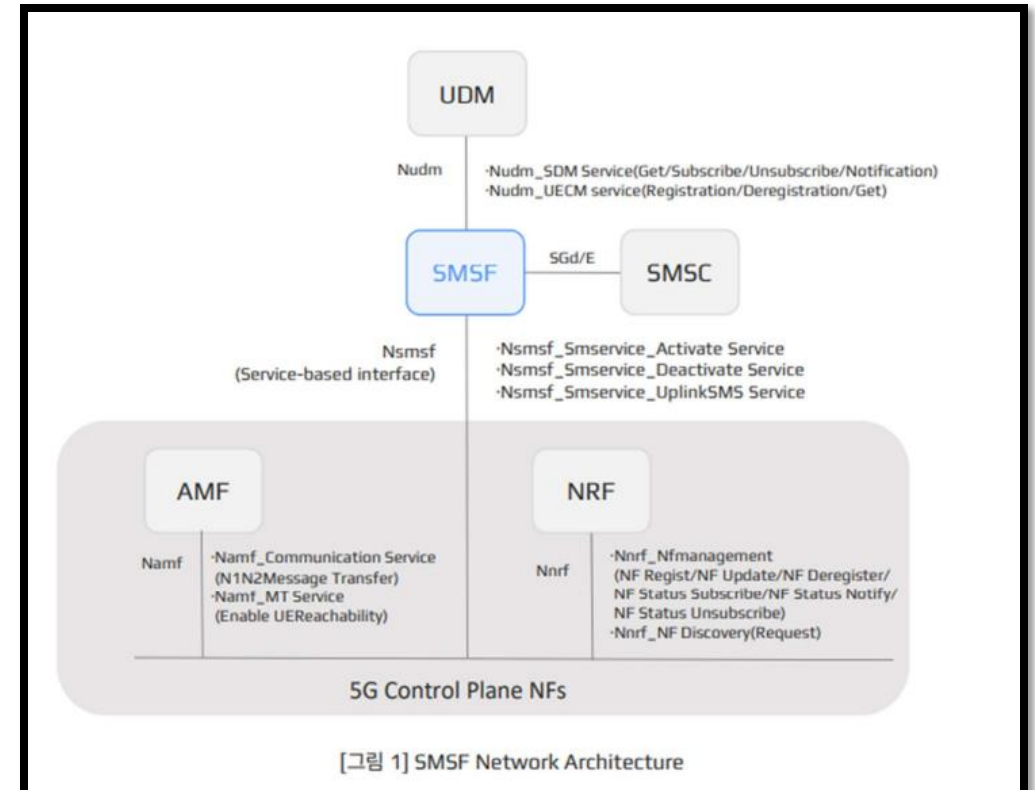 UDM
Nudm
·Nudm_SDM Service(Get/Subscribe/Unsubscribe/Notification)
·Nudm_UECM service(Registration/Deregistration/Get)
SMSF
SGd/E
SMSC
Nsmsf
(Service-based interface)
·Nsmsf_Smservice_Activate Service
·Nsmsf_Smservice_Deactivate Service
·Nsmsf_Smservice_UplinkSMS Service
AMF
Namf
·Namf_Communication Service
(N1N2Message Transfer)
·Namf_MT Service
(Enable UEReachability)
NRF
Nnrf
·Nnrf_Nfmanagement
(NF Regist/NF Update/NF Deregister/
NF Status Subscribe/NF Status Notify/
NF Status Unsubscribe)
·Nnrf_NF Discovery(Request)
5G Control Plane NFs
[그림 1] SMSF Network Architecture